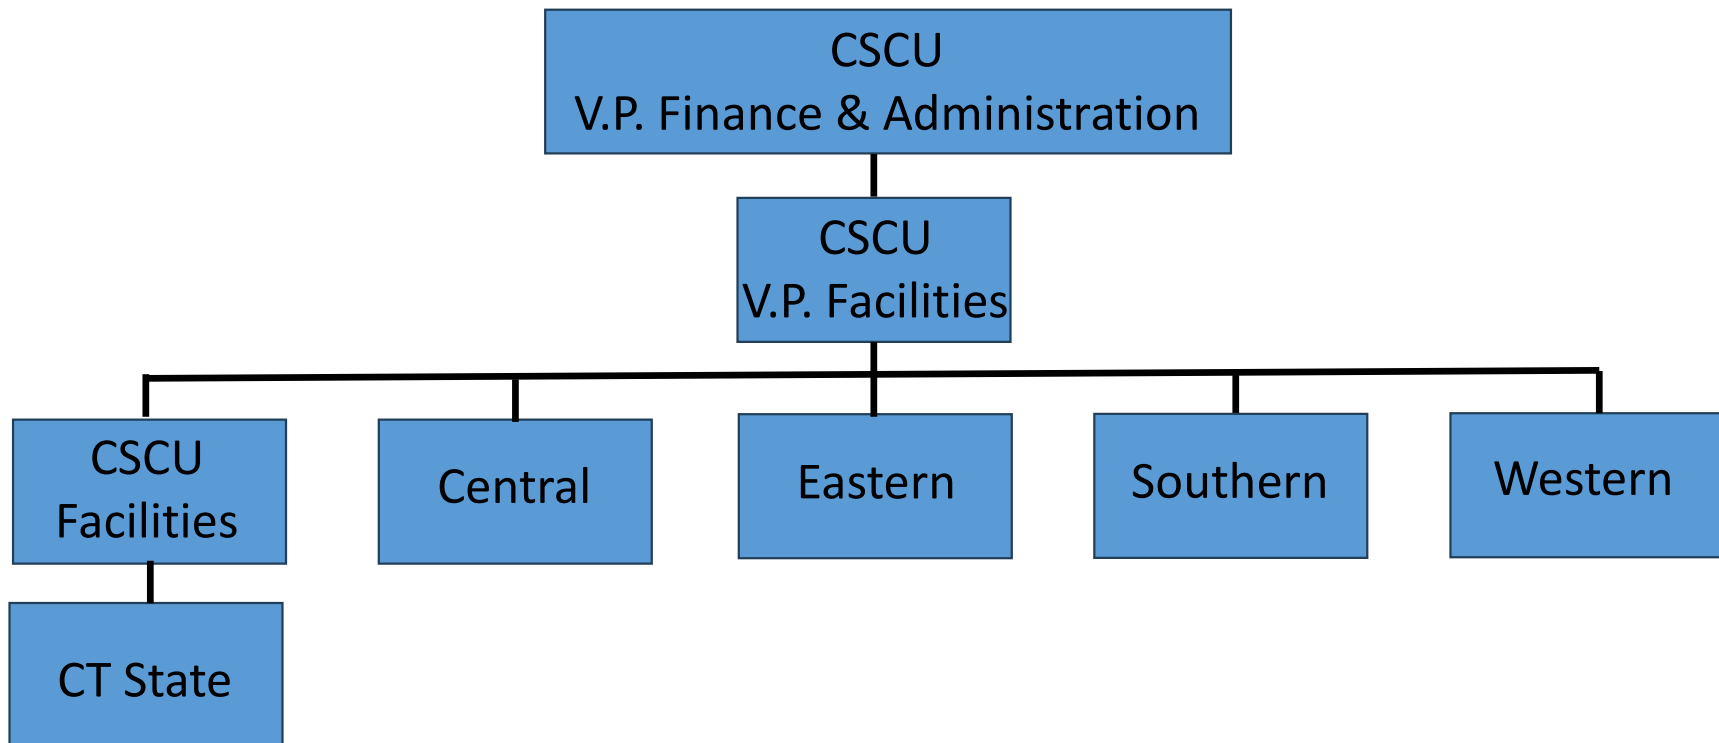 CSCU
V.P. Finance & Administration
CSCU
V.P. Facilities
CSCU
Facilities
Central
Eastern
Southern
Western
CT State